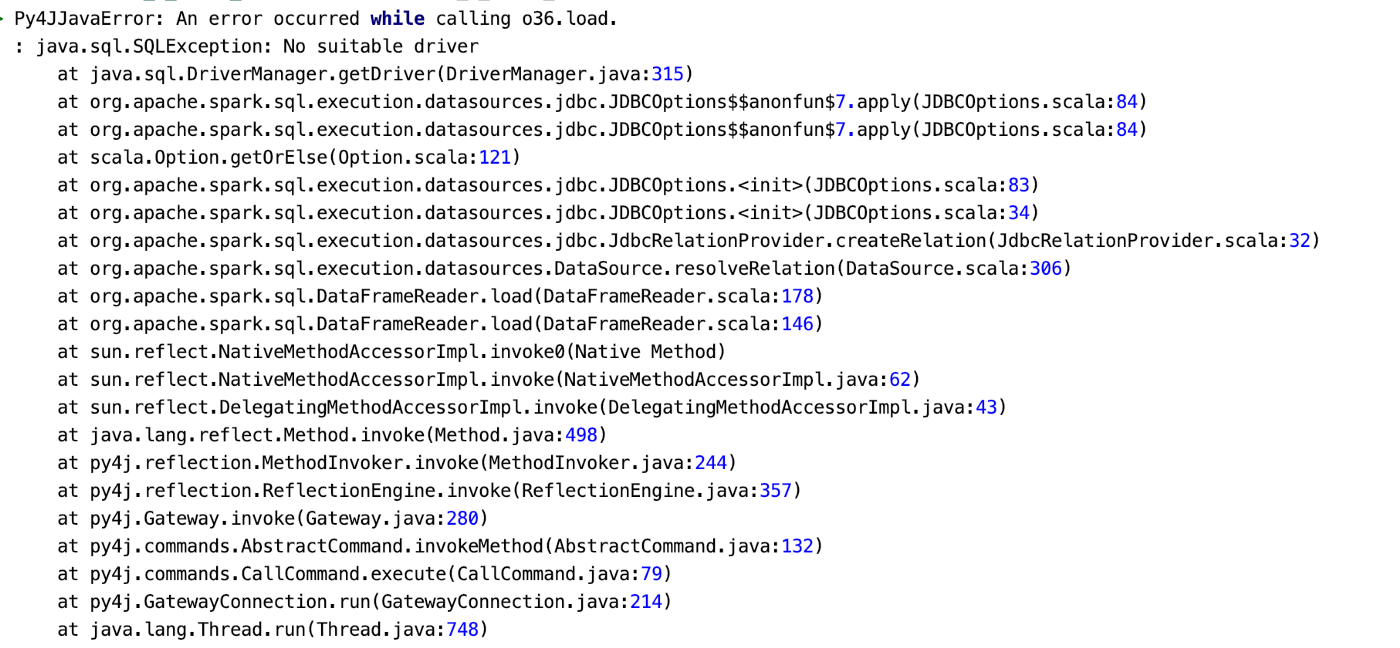 Py4JJavaError: An error occurred while calling o36.load.
: java.sql.SQLException: No suitable driver
at java.sql.DriverManager.getDriver(DriverManager.java:315)
at org.apache.spark.sql.execution.datasources.jdbc.JDBCOptions$$anonfun$7.apply(JDBCOptions.scala:84)
at org.apache.spark.sql.execution.datasources.jdbc.JDBCOptions$$anonfun$7.apply(JDBCOptions.scala:84)
at scala.Option.getOrElse(Option.scala:121)
at org.apache.spark.sql.execution.datasources.jdbc.JDBCOptions.<init>(JDBCOptions.scala:83)
at org.apache.spark.sql.execution.datasources.jdbc.JDBCOptions.<init>(JDBCOptions.scala:34)
at org.apache.spark.sql.execution.datasources.jdbc.JdbcRelationProvider.createRelation(JdbcRelationProvider.scala:32)
at org.apache.spark.sql.execution.datasources.DataSource.resolveRelation(DataSource.scala:306)
at org.apache.spark.sql.DataFrameReader.load(DataFrameReader.scala:178)
at org.apache.spark.sql.DataFrameReader.load(DataFrameReader.scala:146)
at sun.reflect.NativeMethodAccessorImpl.invoke0(Native Method)
at sun.reflect.NativeMethodAccessorImpl.invoke(NativeMethodAccessorImpl.java:62)
at sun.reflect.DelegatingMethodAccessorImpl.invoke(DelegatingMethodAccessorImpl.java:43)
at java.lang.reflect.Method.invoke(Method.java:498)
at py4j.reflection.MethodInvoker.invoke(MethodInvoker.java:244)
at py4j.reflection.ReflectionEngine.invoke(ReflectionEngine.java:357)
at py4j.Gateway.invoke(Gateway.java:280)
at py4j.commands.AbstractCommand.invokeMethod(AbstractCommand.java:132)
at py4j.commands.CallCommand.execute(CallCommand.java:79)
at py4j.GatewayConnection.run(GatewayConnection.java:214)
at java.lang.Thread.run(Thread.java:748)